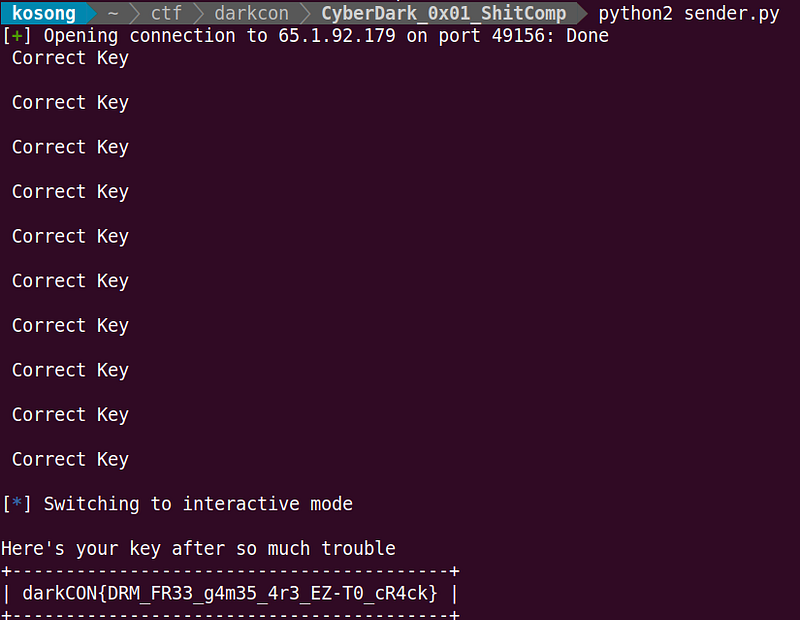 kosong ~ ctf darkcon CyberDark_0x01_ShitComp python2 sender.py
[+] Opening connection to 65.1.92.179 on port 49156: Done
Correct Key
Correct Key
Correct Key
Correct Key
Correct Key
Correct Key
Correct Key
Correct Key
Correct Key
Correct Key
[*] Switching to interactive mode
Here's your key after so much trouble
+-----------------------------------------+
| darkCON{DRM_FR33_g4m35_4r3_EZ-T0_cR4ck} |
+-----------------------------------------+